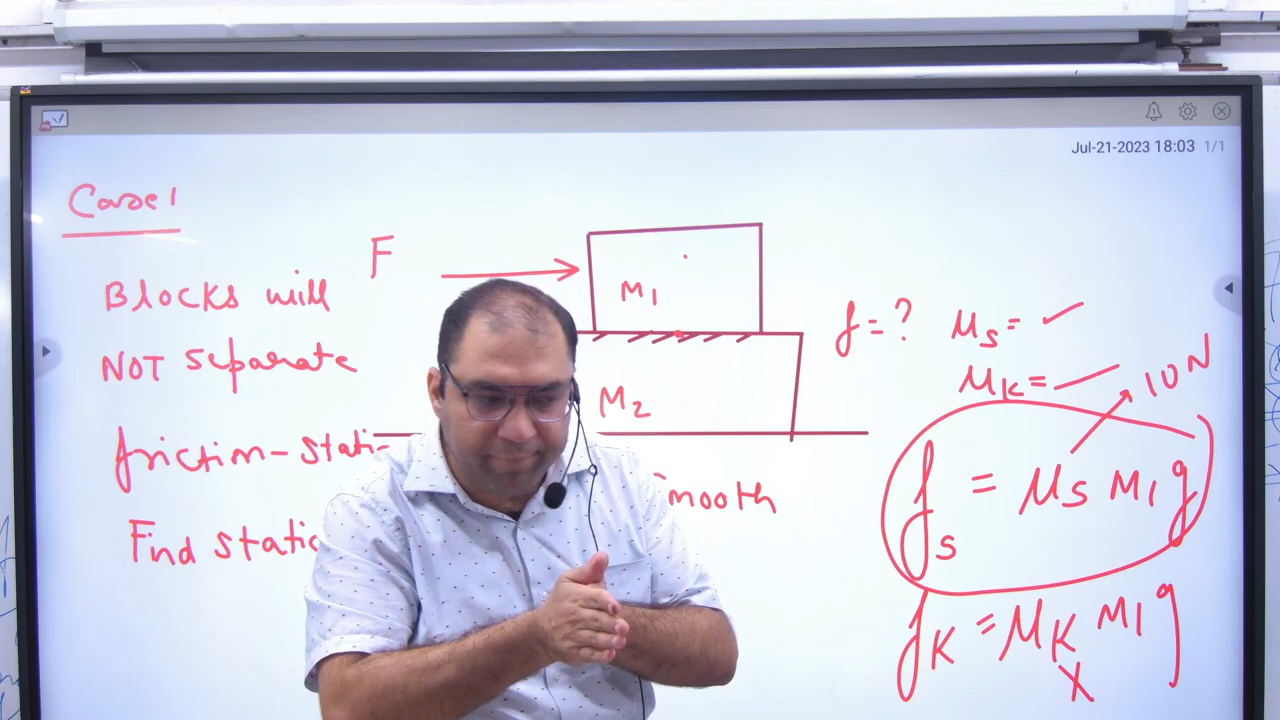 Jul-21-2023 18:03 1/1
Case 1
F
Blocks will
NOT separate
M1
M2
f=? μs= ✓
μK=
10N
friction-stati
mooth
Find static
fs = μs M1 g
fK = μK M1 g
X